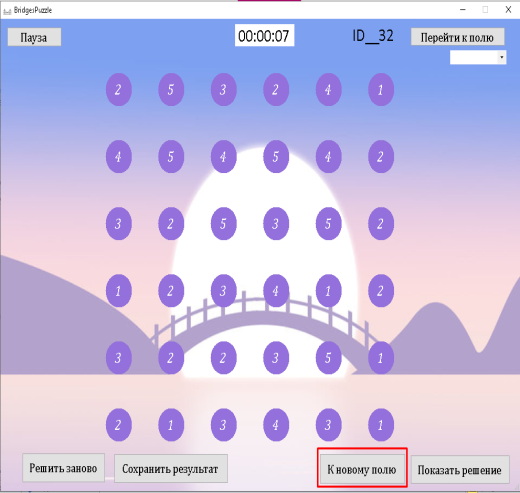 BridgesPuzzle
Пауза 00:00:07 ID__32 Перейти к полю
2 5 3 2 4 1
4 5 4 5 4 2
3 2 5 3 5 2
1 2 3 4 1 2
3 2 2 3 5 1
2 1 3 4 3 1
Решить заново Сохранить результат К новому полю Показать решение